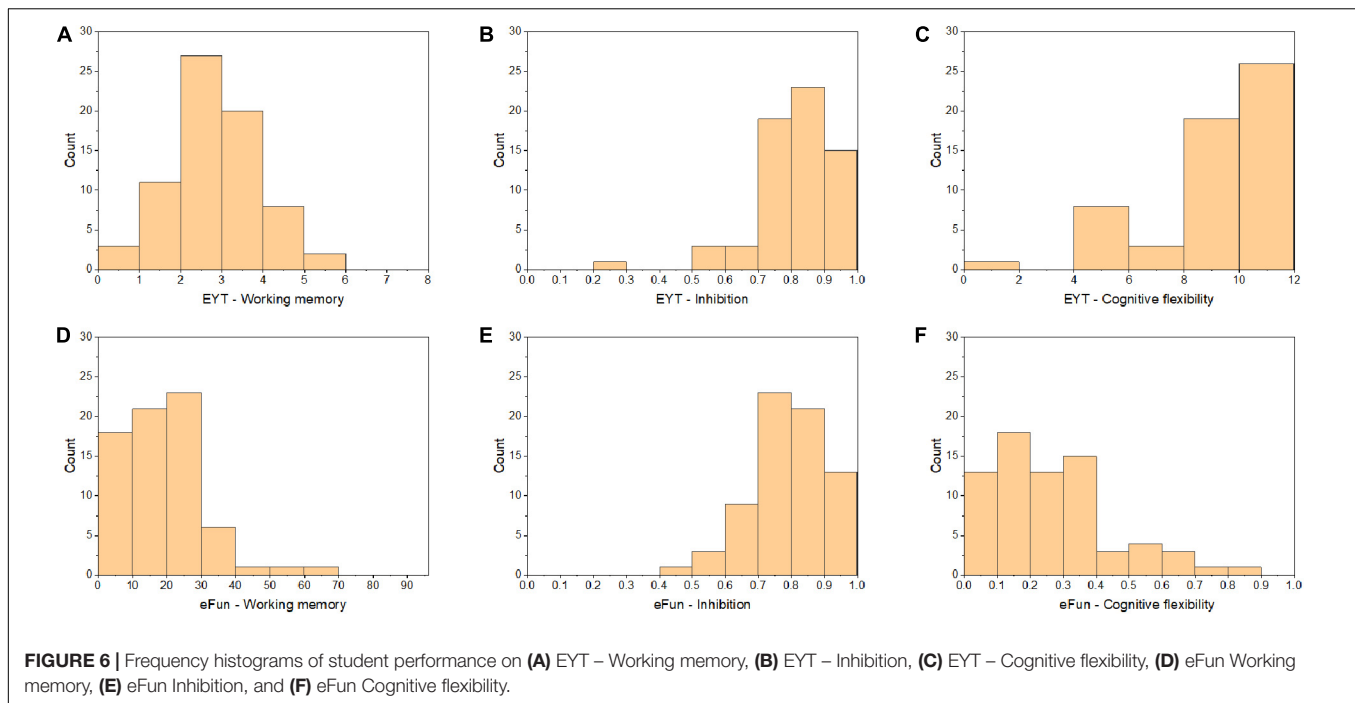 A
30
25
20
15
10
5
0
Count
0 1 2 3 4 5 6 7 8
EYT - Working memory
B
30
25
20
15
10
5
0
Count
0.0 0.1 0.2 0.3 0.4 0.5 0.6 0.7 0.8 0.9 1.0
EYT - Inhibition
C
30
25
20
15
10
5
0
Count
0 2 4 6 8 10 12
EYT - Cognitive flexibility
D
30
25
20
15
10
5
0
Count
0 10 20 30 40 50 60 70 80 90
eFun - Working memory
E
30
25
20
15
10
5
0
Count
0.0 0.1 0.2 0.3 0.4 0.5 0.6 0.7 0.8 0.9 1.0
eFun - Inhibition
F
30
25
20
15
10
5
0
Count
0.0 0.1 0.2 0.3 0.4 0.5 0.6 0.7 0.8 0.9 1.0
eFun - Cognitive flexibility
FIGURE 6 | Frequency histograms of student performance on (A) EYT – Working memory, (B) EYT – Inhibition, (C) EYT – Cognitive flexibility, (D) eFun Working
memory, (E) eFun Inhibition, and (F) eFun Cognitive flexibility.